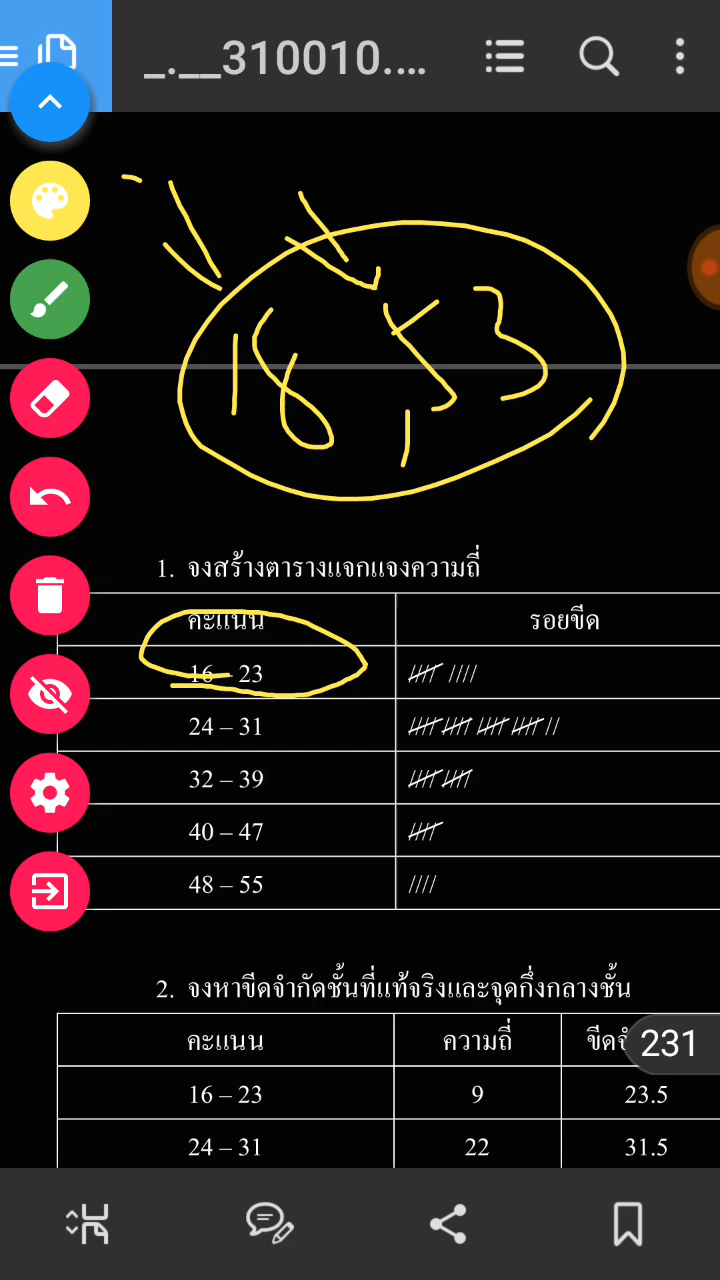 _.__310010....
18, 53
1. จงสร้างตารางแจกแจงความถี่
คะแนน รอยขีด
16 – 23 //// ////
24 – 31 //// //// //// //// //
32 – 39 //// ////
40 – 47 ////
48 – 55 ////
2. จงหาขีดจำกัดชั้นที่แท้จริงและจุดกึ่งกลางชั้น
คะแนน ความถี่ ขีดจำ
231
16 – 23 9 23.5
24 – 31 22 31.5